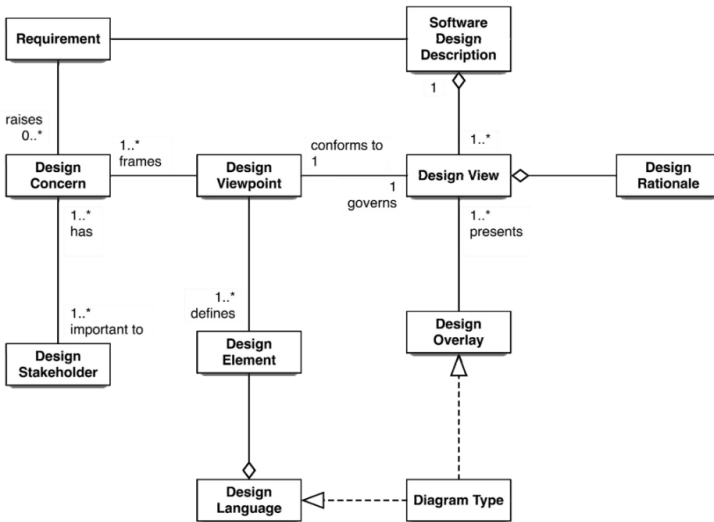 Requirement
Software
Design
Description
1
raises
0..*
1..*
frames
conforms to
1
1..*
Design
Concern
Design
Viewpoint
1
governs
Design View
Design
Rationale
1..*
has
1..*
presents
1..*
important to
1..*
defines
Design
Stakeholder
Design
Element
Design
Overlay
Design
Language
Diagram Type